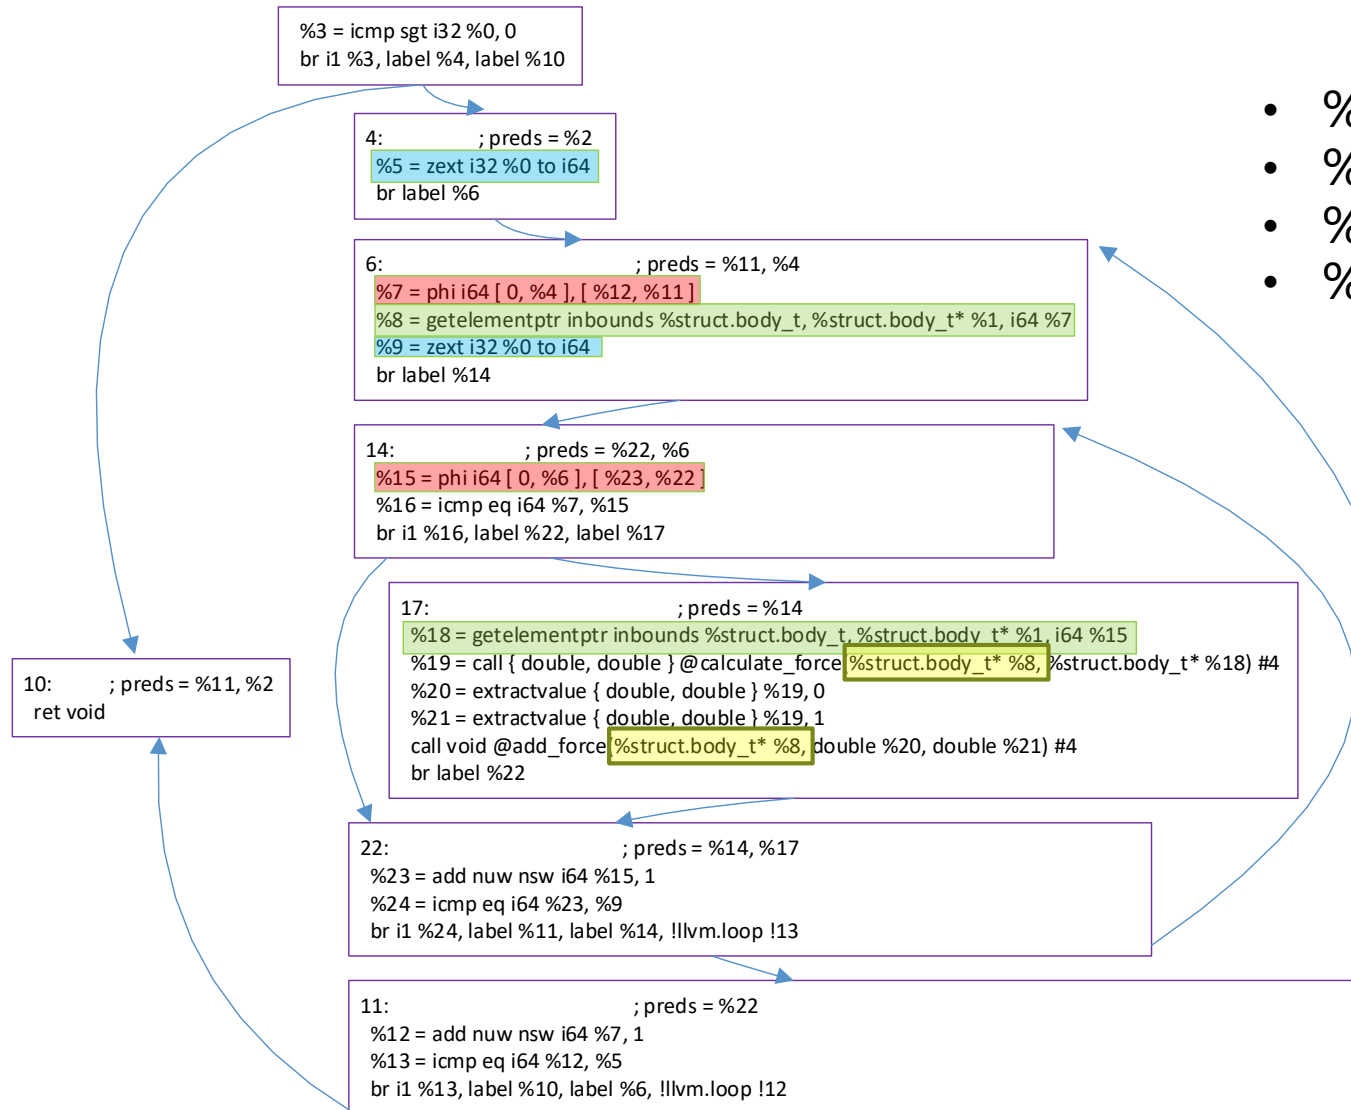 %3 = icmp sgt i32 %0, 0
br i1 %3, label %4, label %10
4: ; preds = %2
%5 = zext i32 %0 to i64
br label %6
6: ; preds = %11, %4
%7 = phi i64 [ 0, %4 ], [ %12, %11 ]
%8 = getelementptr inbounds %struct.body_t, %struct.body_t* %1, i64 %7
%9 = zext i32 %0 to i64
br label %14
14: ; preds = %22, %6
%15 = phi i64 [ 0, %6 ], [ %23, %22 ]
%16 = icmp eq i64 %7, %15
br i1 %16, label %22, label %17
17: ; preds = %14
%18 = getelementptr inbounds %struct.body_t, %struct.body_t* %1, i64 %15
%19 = call { double, double } @calculate_force(%struct.body_t* %8, %struct.body_t* %18) #4
%20 = extractvalue { double, double } %19, 0
%21 = extractvalue { double, double } %19, 1
call void @add_force(%struct.body_t* %8, double %20, double %21) #4
br label %22
10: ; preds = %11, %2
ret void
22: ; preds = %14, %17
%23 = add nuw nsw i64 %15, 1
%24 = icmp eq i64 %23, %9
br i1 %24, label %11, label %14, !llvm.loop !13
11: ; preds = %22
%12 = add nuw nsw i64 %7, 1
%13 = icmp eq i64 %12, %5
br i1 %13, label %10, label %6, !llvm.loop !12
• %
• %
• %
• %